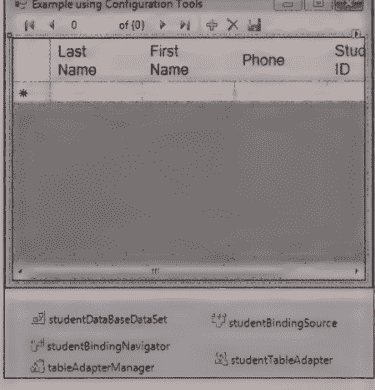 Example using Configuration Tools
0 of {0}
Last Name First Name Phone Stud ID
studentDataBaseDataSet studentBindingSource
studentBindingNavigator
tableAdapterManager studentTableAdapter